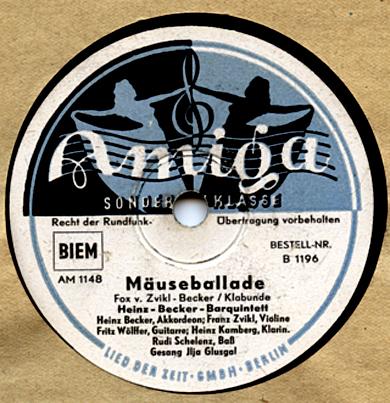 Amiga
SONDER KLASSE
Recht der Rundfunk- Übertragung vorbehalten
BIEM
BESTELL-NR.
B 1196
AM 1148
Mäuseballade
Fox v. Zvikl-Becker / Klabunde
Heinz-Becker-Barquintett
Heinz Becker, Akkordeon; Franz Zvikl, Violine
Fritz Wölffer, Guitarre; Heinz Kamberg, Klarin.
Rudi Schelenz, Baß
Gesang Jlja Glusgal
LIED DER ZEIT · GMBH · BERLIN